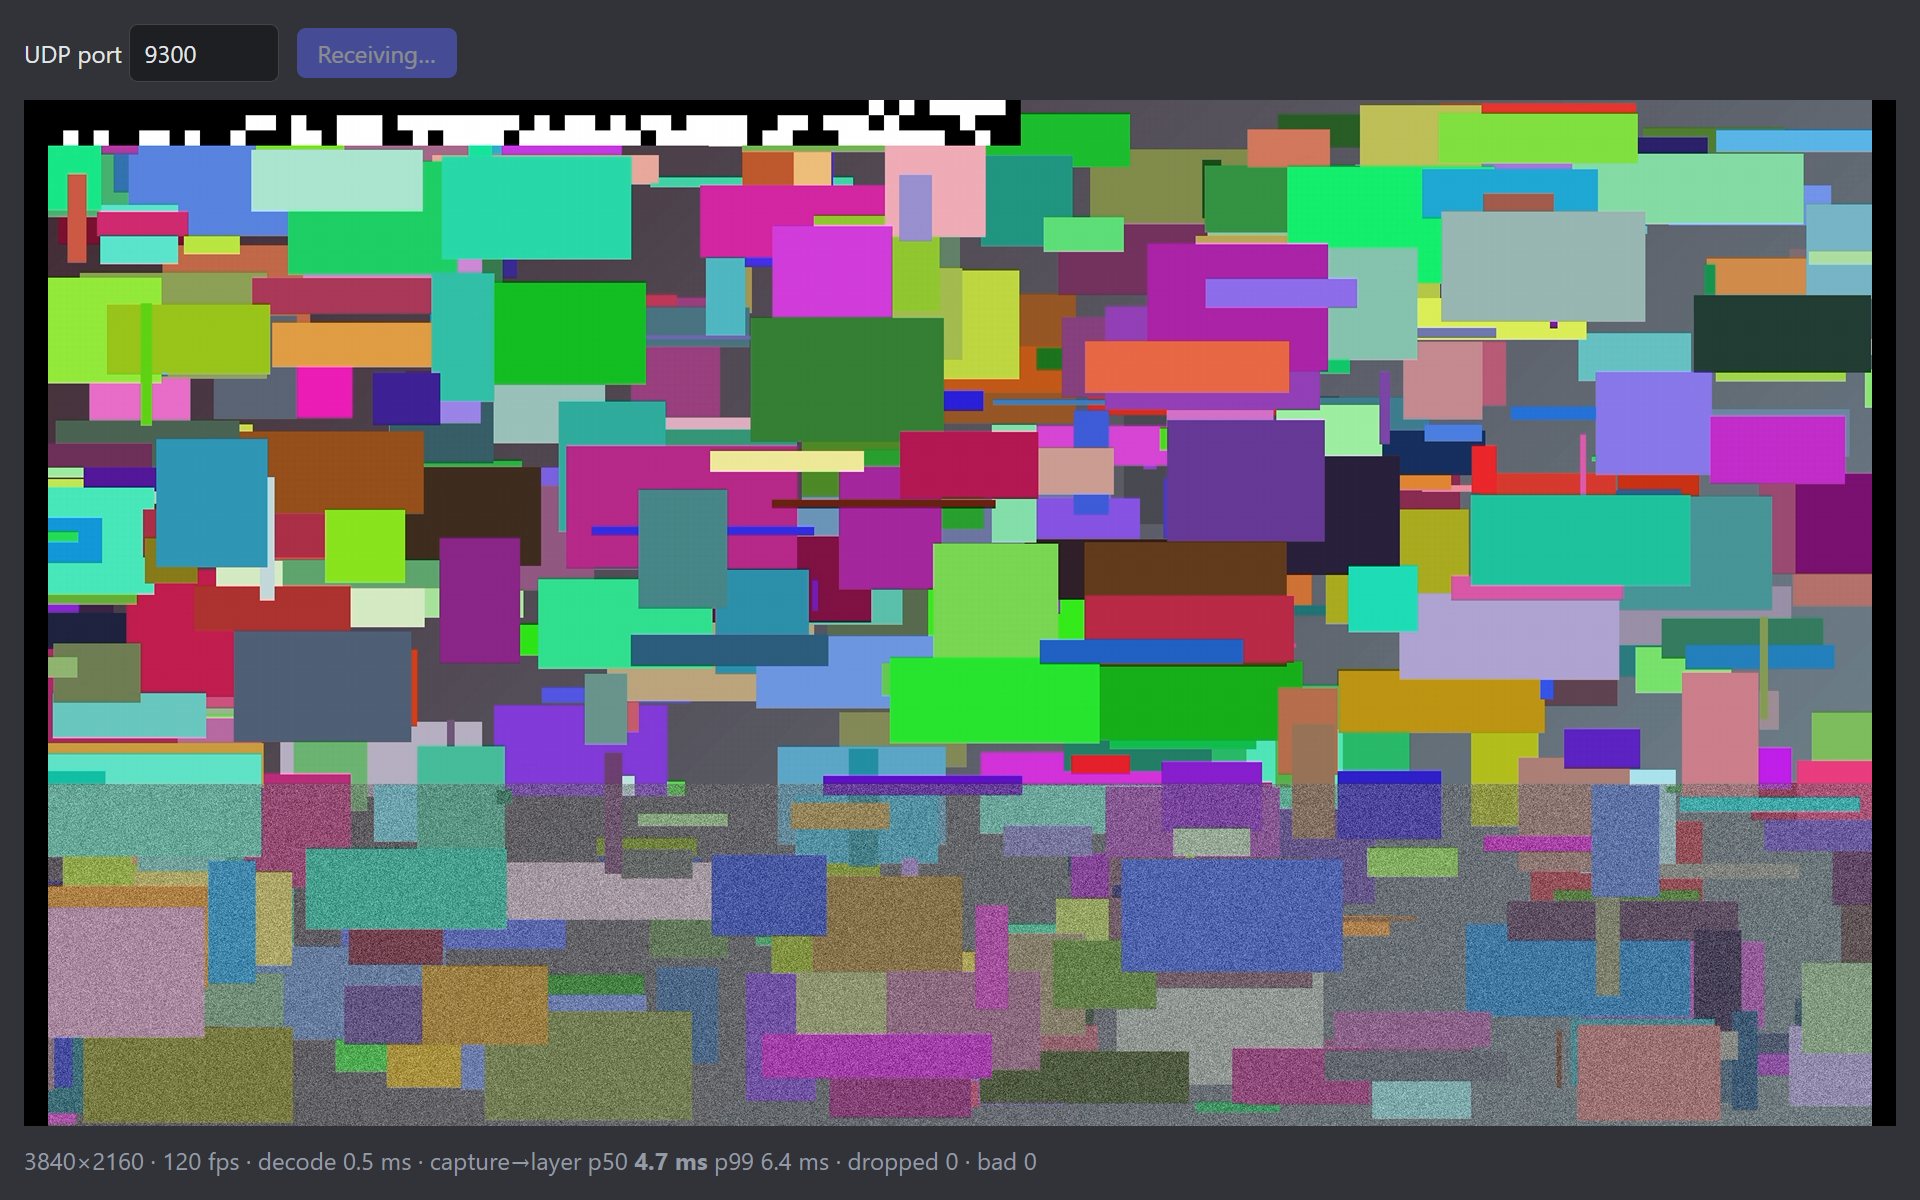 UDP port 9300 Receiving...
3840×2160 · 120 fps · decode 0.5 ms · capture→layer p50 4.7 ms p99 6.4 ms · dropped 0 · bad 0